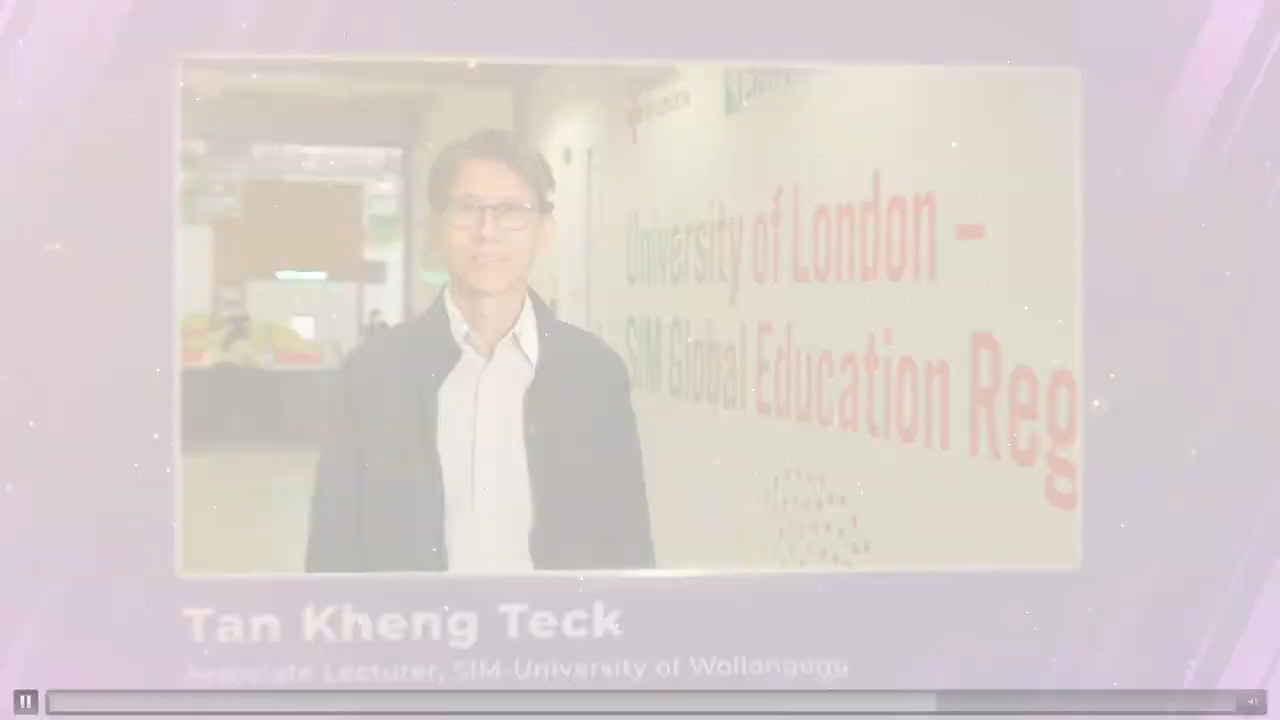 University of London –
SIM Global Education Reg
Tan Kheng Teck
Associate Lecturer, SIM-University of Wollongong